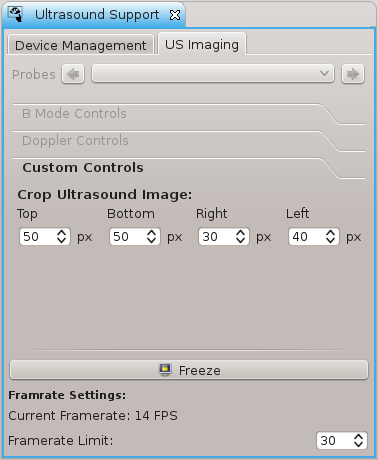 Ultrasound Support
Device Management US Imaging
Probes
B Mode Controls
Doppler Controls
Custom Controls
Crop Ultrasound Image:
Top Bottom Right Left
50 px 50 px 30 px 40 px
Freeze
Framrate Settings:
Current Framerate: 14 FPS
Framerate Limit: 30